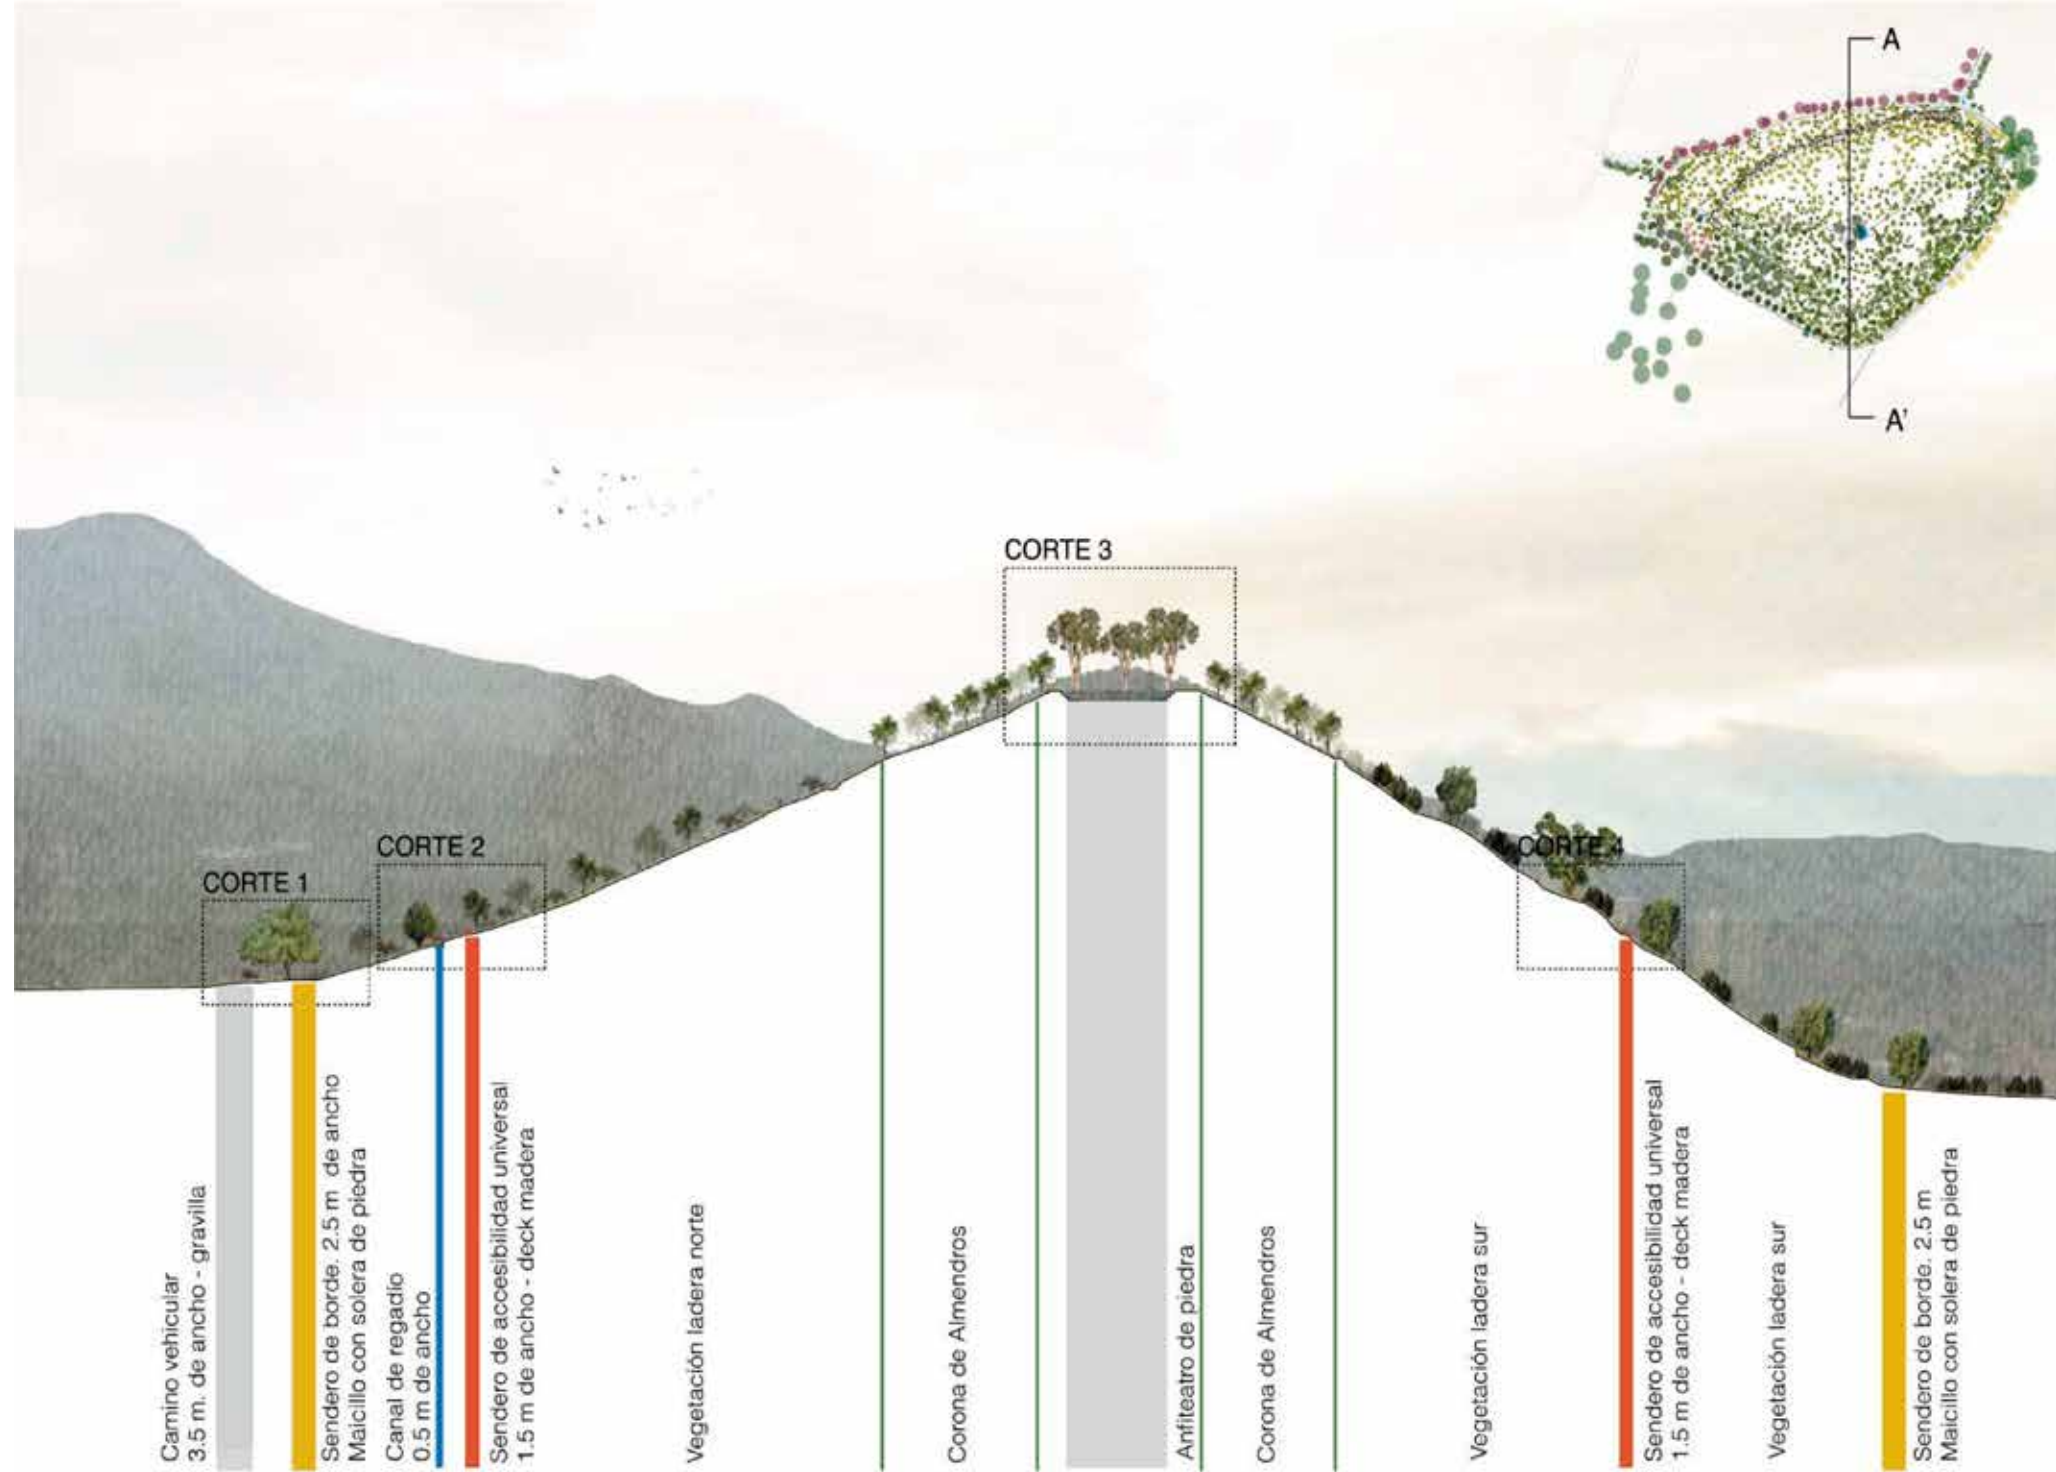 A
A'
CORTE 3
CORTE 2
CORTE 4
CORTE 1
Camino vehicular
3.5 m. de ancho - gravilla
Sendero de borde. 2.5 m de ancho
Maicillo con solera de piedra
Canal de regadio
0.5 m de ancho
Sendero de accesibilidad universal
1.5 m de ancho - deck madera
Vegetación ladera norte
Corona de Almendros
Anfiteatro de piedra
Corona de Almendros
Vegetación ladera sur
Sendero de accesibilidad universal
1.5 m de ancho - deck madera
Vegetación ladera sur
Sendero de borde. 2.5 m
Maicillo con solera de piedra